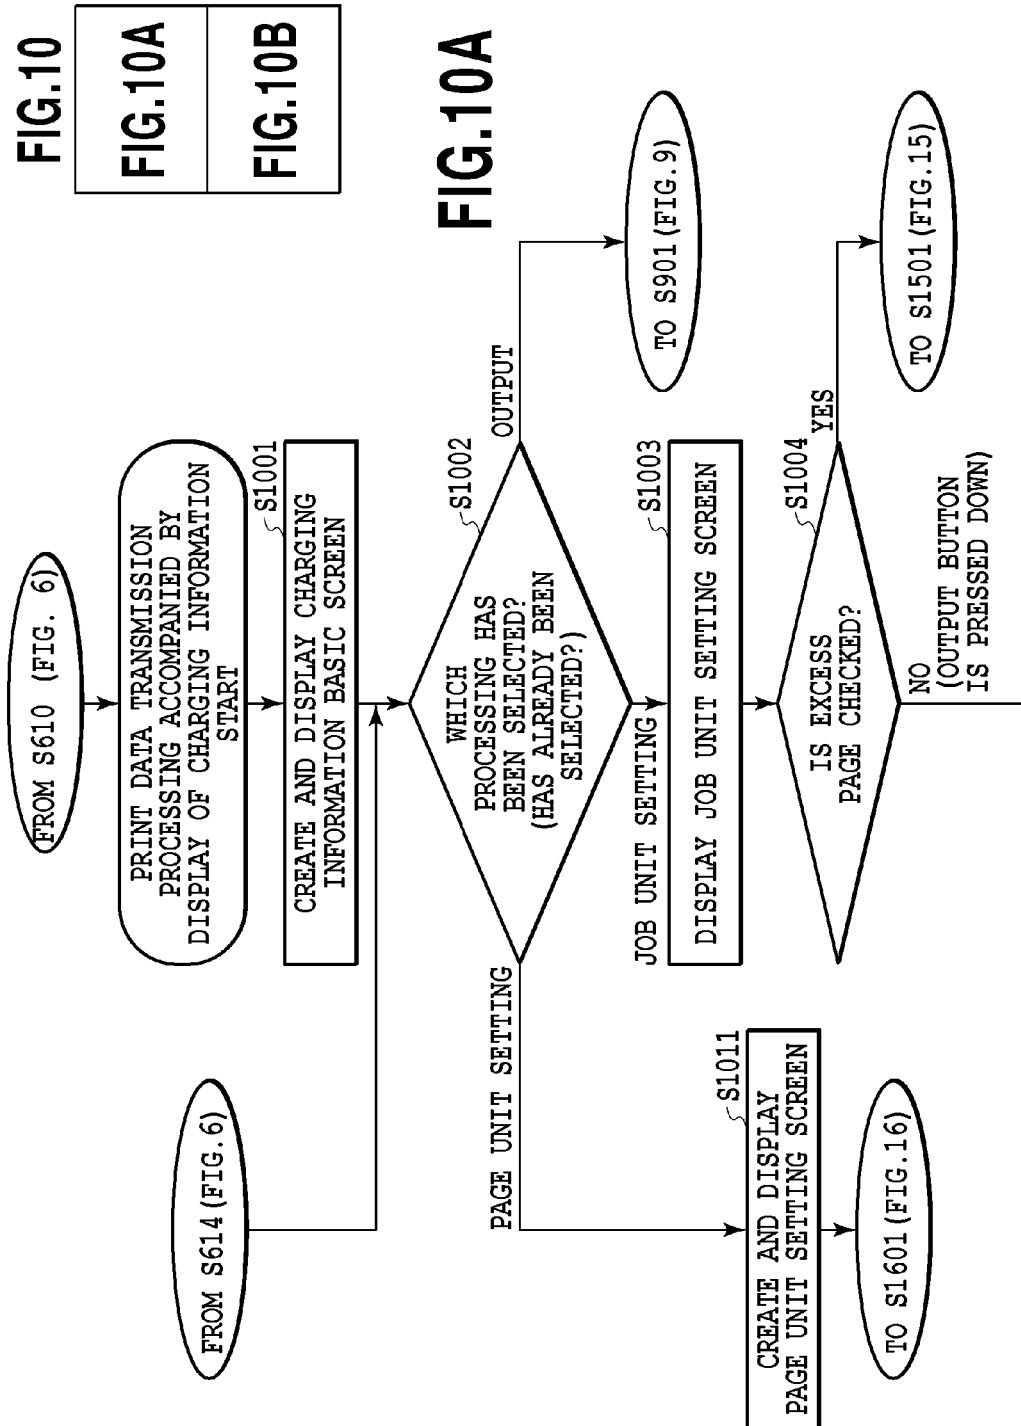 FIG.10
FIG.10A
FIG.10B
FIG.10A
FROM S610 (FIG. 6)
PRINT DATA TRANSMISSION
PROCESSING ACCOMPANIED BY
DISPLAY OF CHARGING INFORMATION
START
FROM S614(FIG.6)
S1001
CREATE AND DISPLAY CHARGING
INFORMATION BASIC SCREEN
S1002
WHICH
PROCESSING HAS
BEEN SELECTED?
(HAS ALREADY BEEN
SELECTED?)
OUTPUT
TO S901(FIG.9)
PAGE UNIT SETTING
JOB UNIT SETTING
S1003
DISPLAY JOB UNIT SETTING SCREEN
S1011
CREATE AND DISPLAY
PAGE UNIT SETTING SCREEN
TO S1601(FIG.16)
S1004
IS EXCESS
PAGE CHECKED?
YES
TO S1501(FIG.15)
NO
(OUTPUT BUTTON
IS PRESSED DOWN)